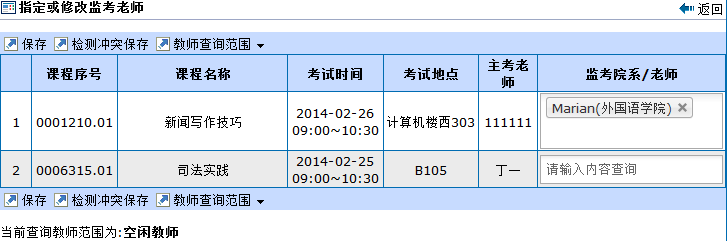 指定或修改监考老师 返回
保存 检测冲突保存 教师查询范围
课程序号 课程名称 考试时间 考试地点 主考老师 监考院系/老师
1 0001210.01 新闻写作技巧 2014-02-26 09:00~10:30 计算机楼西303 111111 Marian(外国语学院)
2 0006315.01 司法实践 2014-02-25 09:00~10:30 B105 丁一 请输入内容查询
保存 检测冲突保存 教师查询范围
当前查询教师范围为:空闲教师